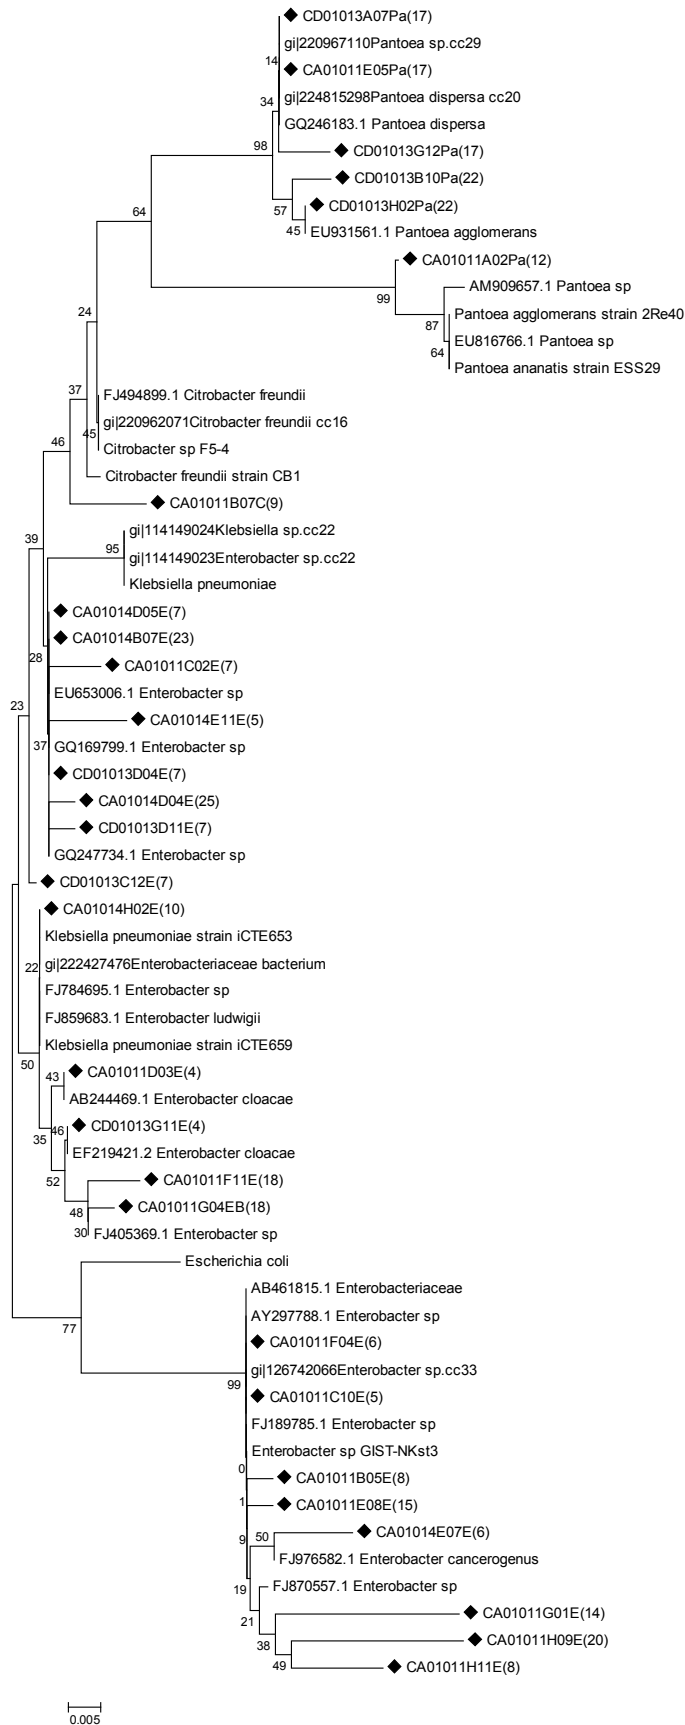 CD01013A07Pa(17)
gi|220967110Pantoea sp.cc29
14
CA01011E05Pa(17)
gi|224815298Pantoea dispersa cc20
34
GQ246183.1 Pantoea dispersa
98
CD01013G12Pa(17)
CD01013B10Pa(22)
57
CD01013H02Pa(22)
64
45
EU931561.1 Pantoea agglomerans
CA01011A02Pa(12)
99
AM909657.1 Pantoea sp
24
Pantoea agglomerans strain 2Re40
87
EU816766.1 Pantoea sp
64
Pantoea ananatis strain ESS29
37
FJ494899.1 Citrobacter freundii
gi|220962071Citrobacter freundii cc16
45
46
Citrobacter sp F5-4
Citrobacter freundii strain CB1
CA01011B07C(9)
gi|114149024Klebsiella sp.cc22
39
95
gi|114149023Enterobacter sp.cc22
Klebsiella pneumoniae
CA01014D05E(7)
CA01014B07E(23)
28
CA01011C02E(7)
EU653006.1 Enterobacter sp
23
CA01014E11E(5)
37
GQ169799.1 Enterobacter sp
CD01013D04E(7)
CA01014D04E(25)
CD01013D11E(7)
GQ247734.1 Enterobacter sp
CD01013C12E(7)
CA01014H02E(10)
Klebsiella pneumoniae strain iCTE653
22
gi|222427476Enterobacteriaceae bacterium
FJ784695.1 Enterobacter sp
FJ859683.1 Enterobacter ludwigii
Klebsiella pneumoniae strain iCTE659
50
CA01011D03E(4)
43
AB244469.1 Enterobacter cloacae
CD01013G11E(4)
46
35
EF219421.2 Enterobacter cloacae
52
CA01011F11E(18)
48
CA01011G04EB(18)
30
FJ405369.1 Enterobacter sp
Escherichia coli
AB461815.1 Enterobacteriaceae
AY297788.1 Enterobacter sp
77
CA01011F04E(6)
gi|126742066Enterobacter sp.cc33
99
CA01011C10E(5)
FJ189785.1 Enterobacter sp
Enterobacter sp GIST-NKst3
0
CA01011B05E(8)
1
CA01011E08E(15)
9
50
CA01014E07E(6)
FJ976582.1 Enterobacter cancerogenus
19
FJ870557.1 Enterobacter sp
21
CA01011G01E(14)
38
CA01011H09E(20)
49
CA01011H11E(8)
0.005